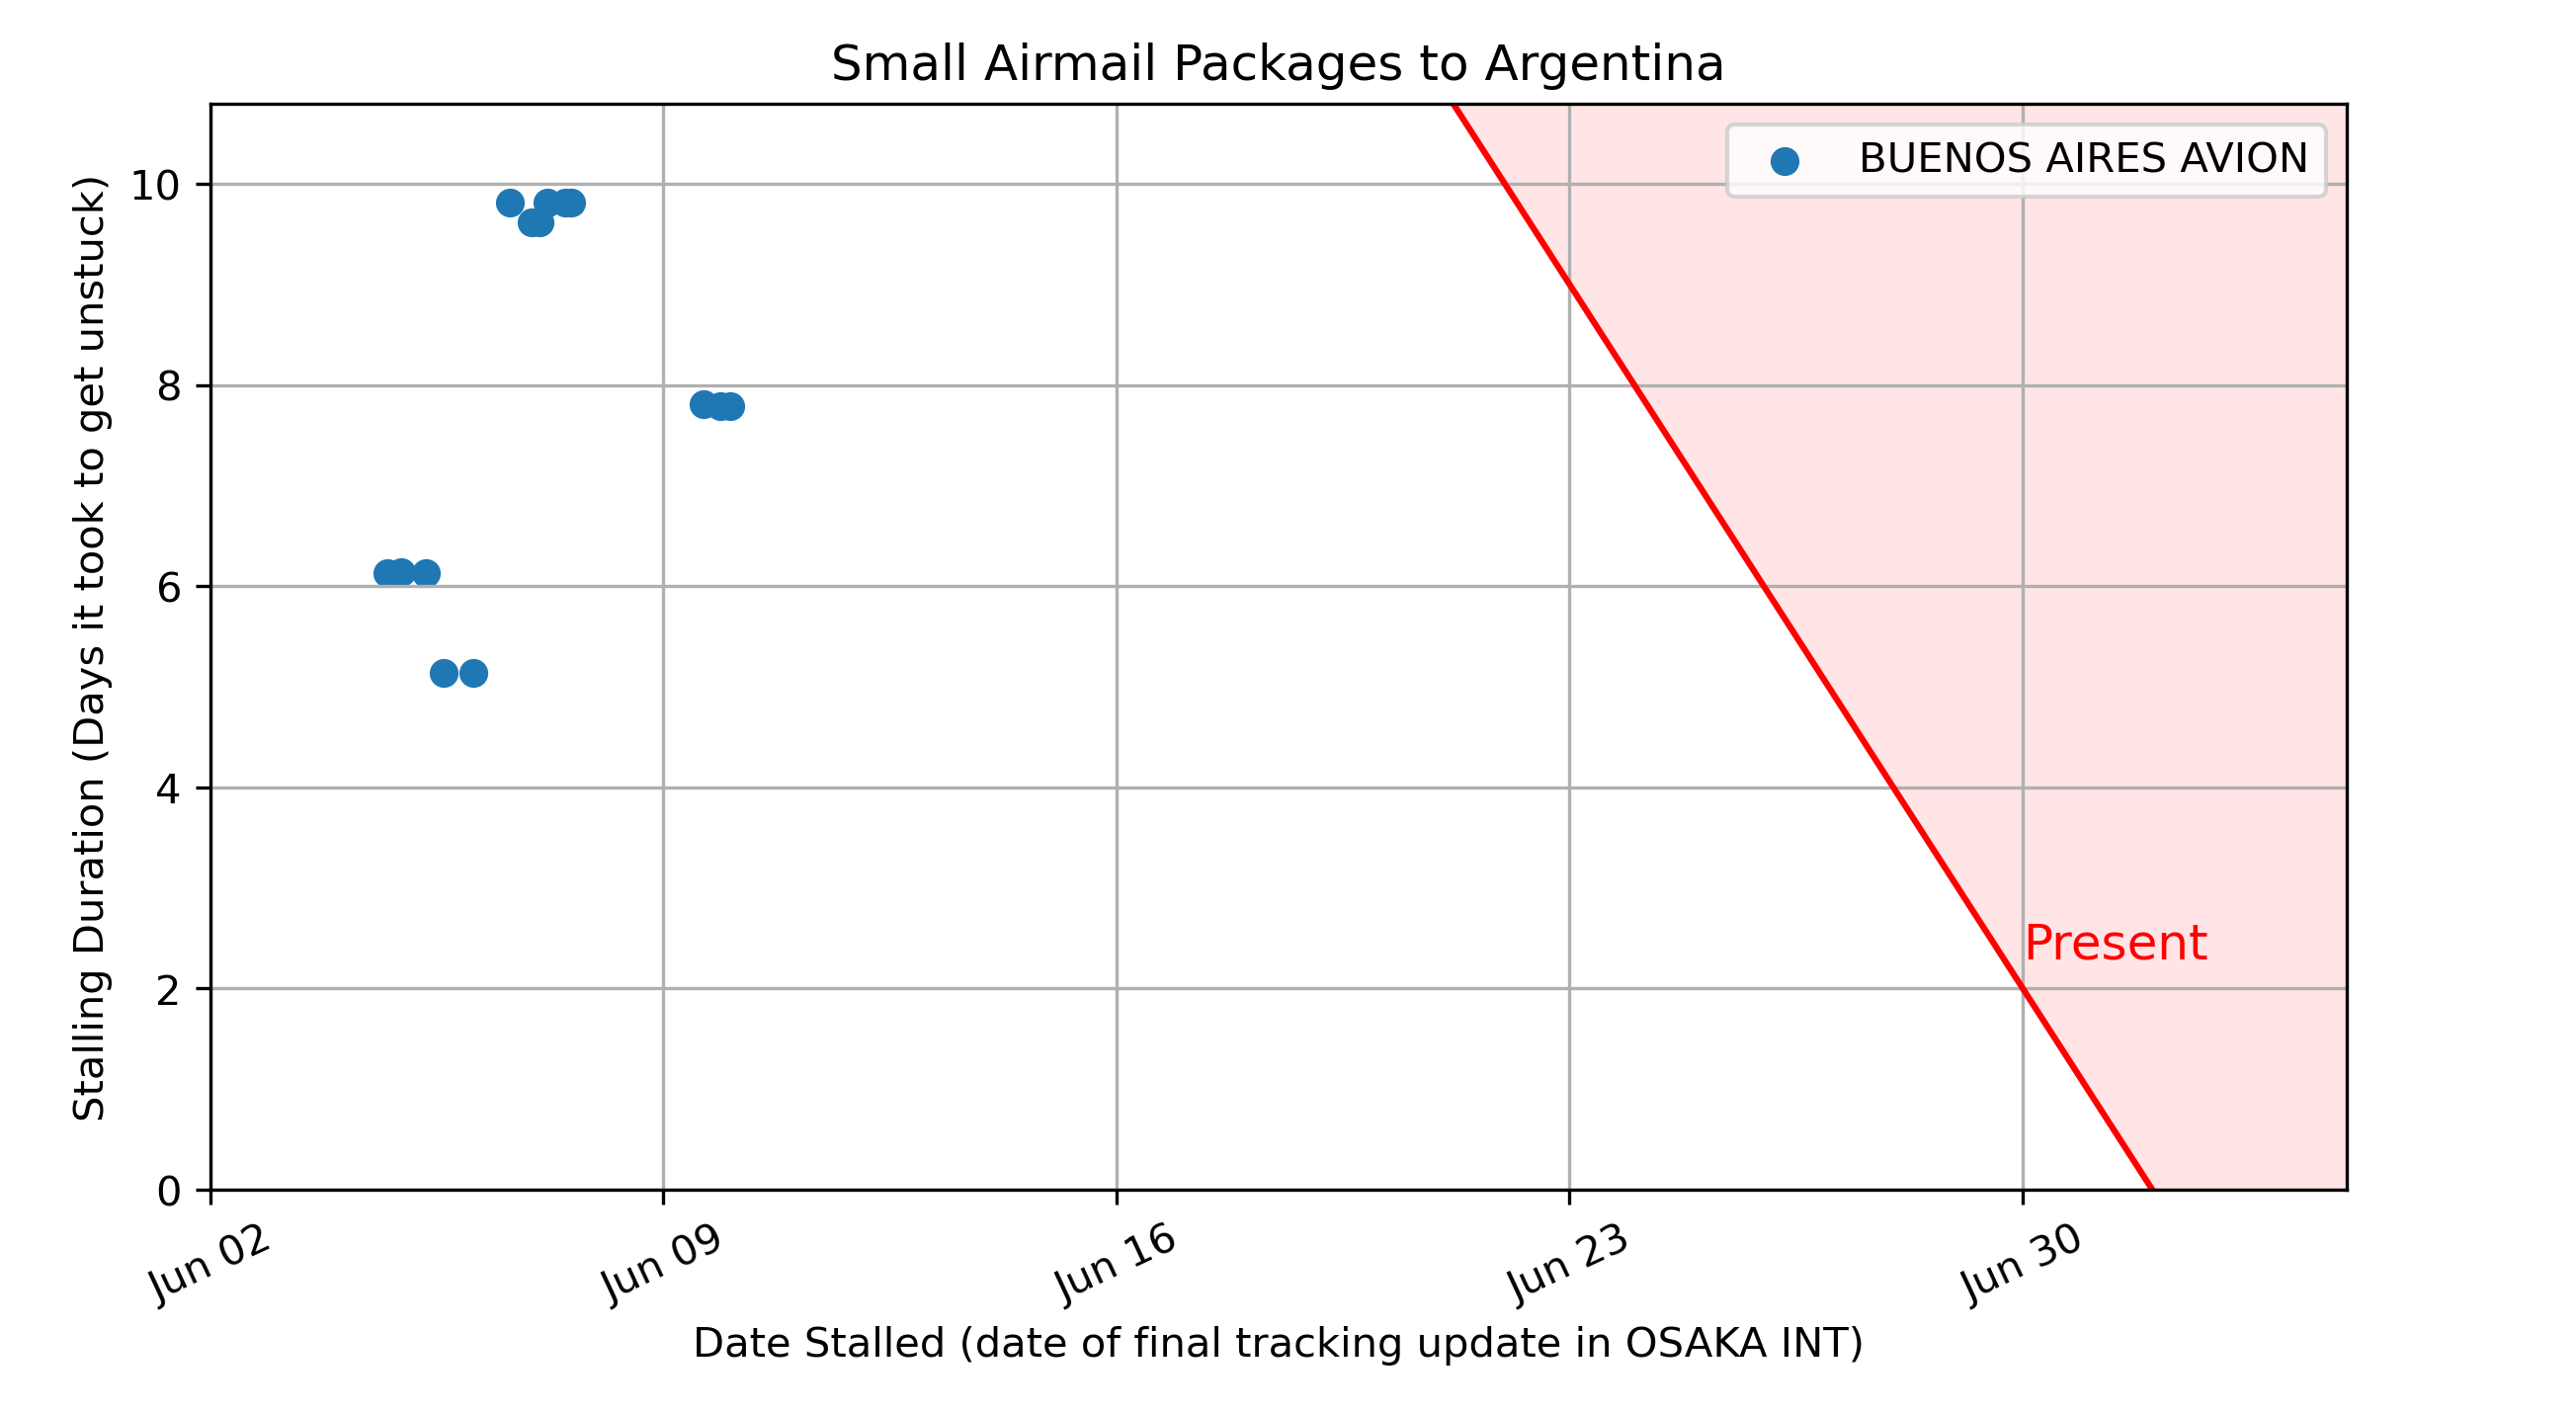 Small Airmail Packages to Argentina
BUENOS AIRES AVION
Stalling Duration (Days it took to get unstuck)
10
8
6
4
2
0
Present
Jun 02
Jun 09
Jun 16
Jun 23
Jun 30
Date Stalled (date of final tracking update in OSAKA INT)